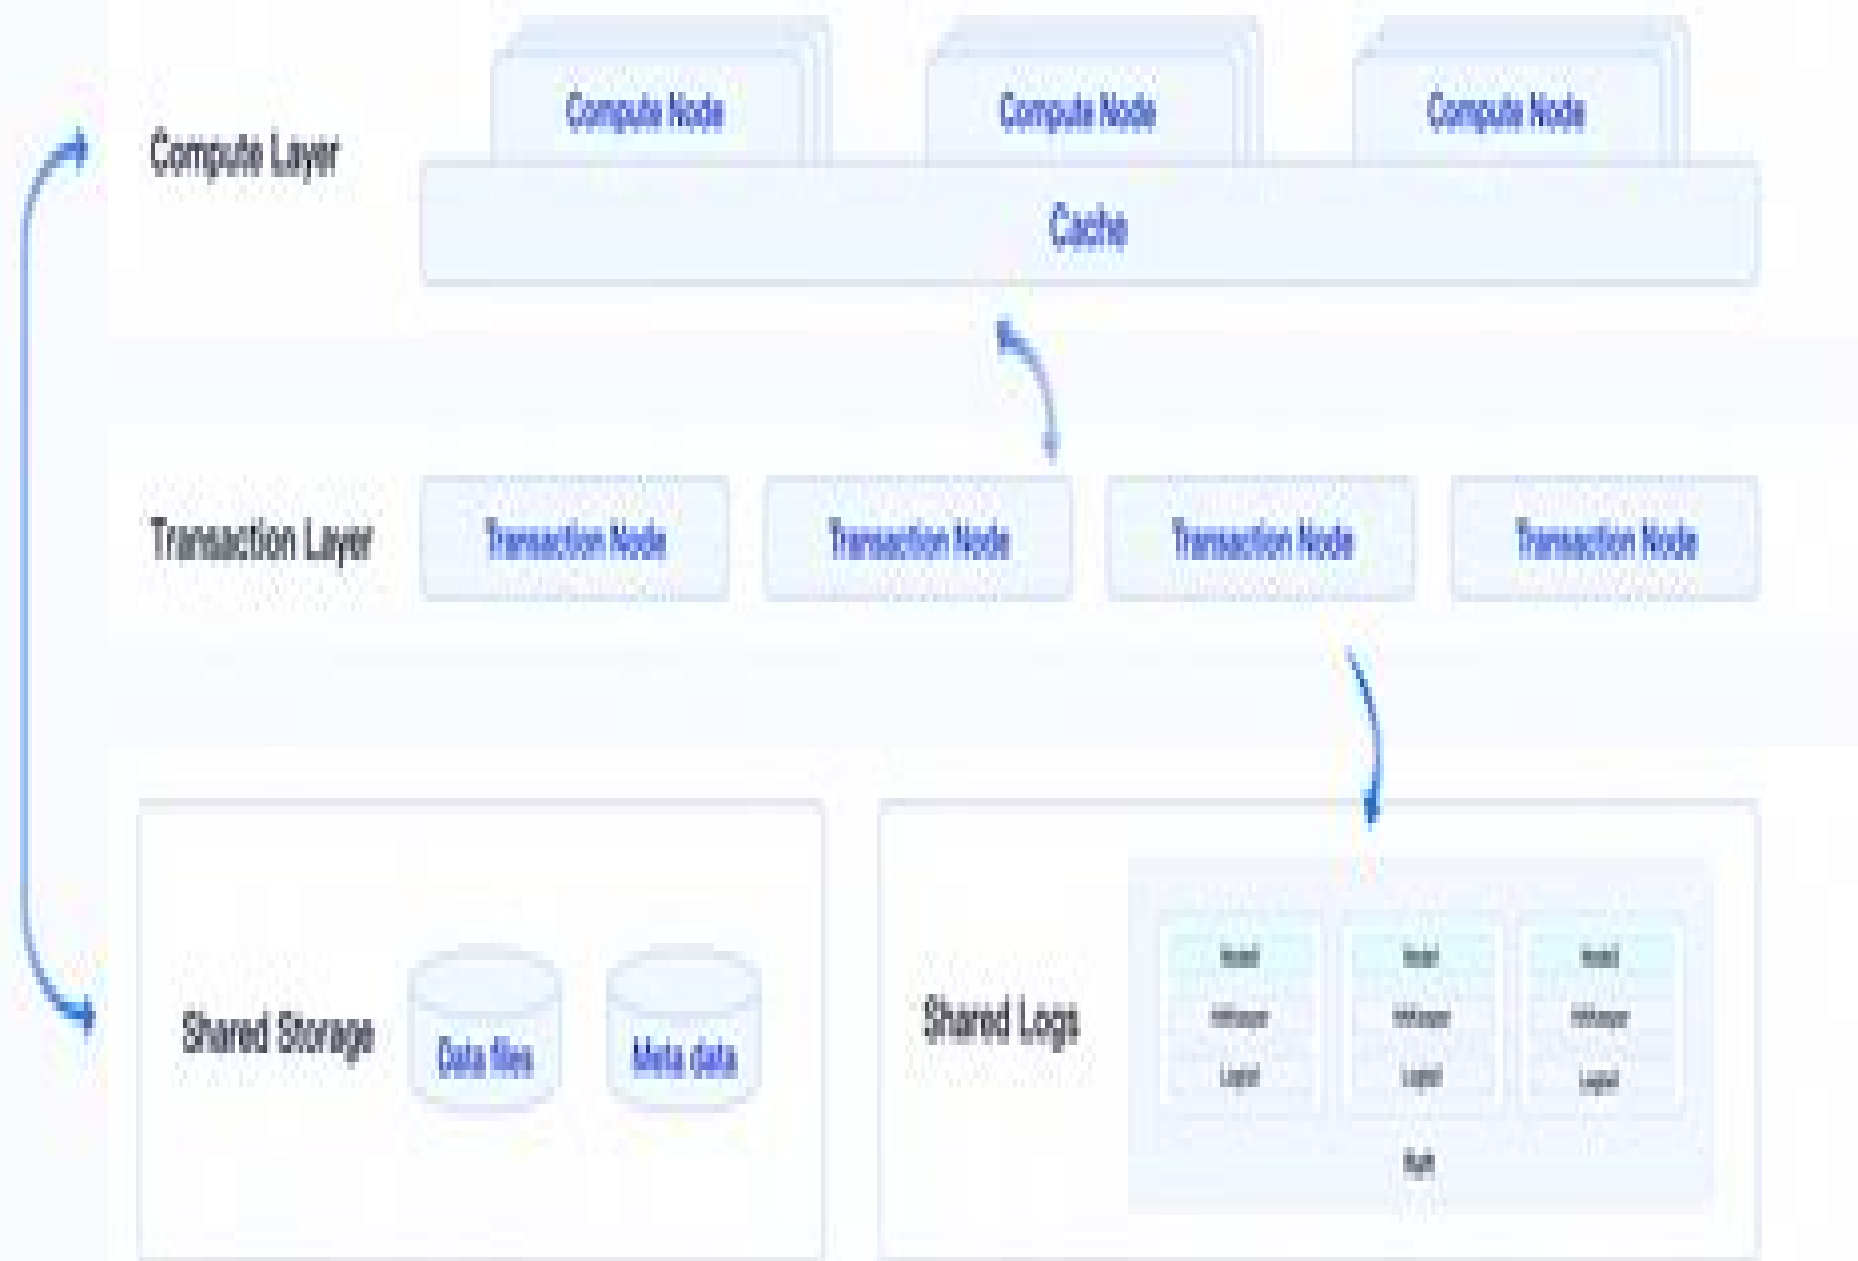 Compute Node
Compute Node
Compute Node
Compute Layer
Cache
Transaction Layer
Transaction Node
Transaction Node
Transaction Node
Transaction Node
Shared Storage
Data files
Meta data
Shared Logs
Raft